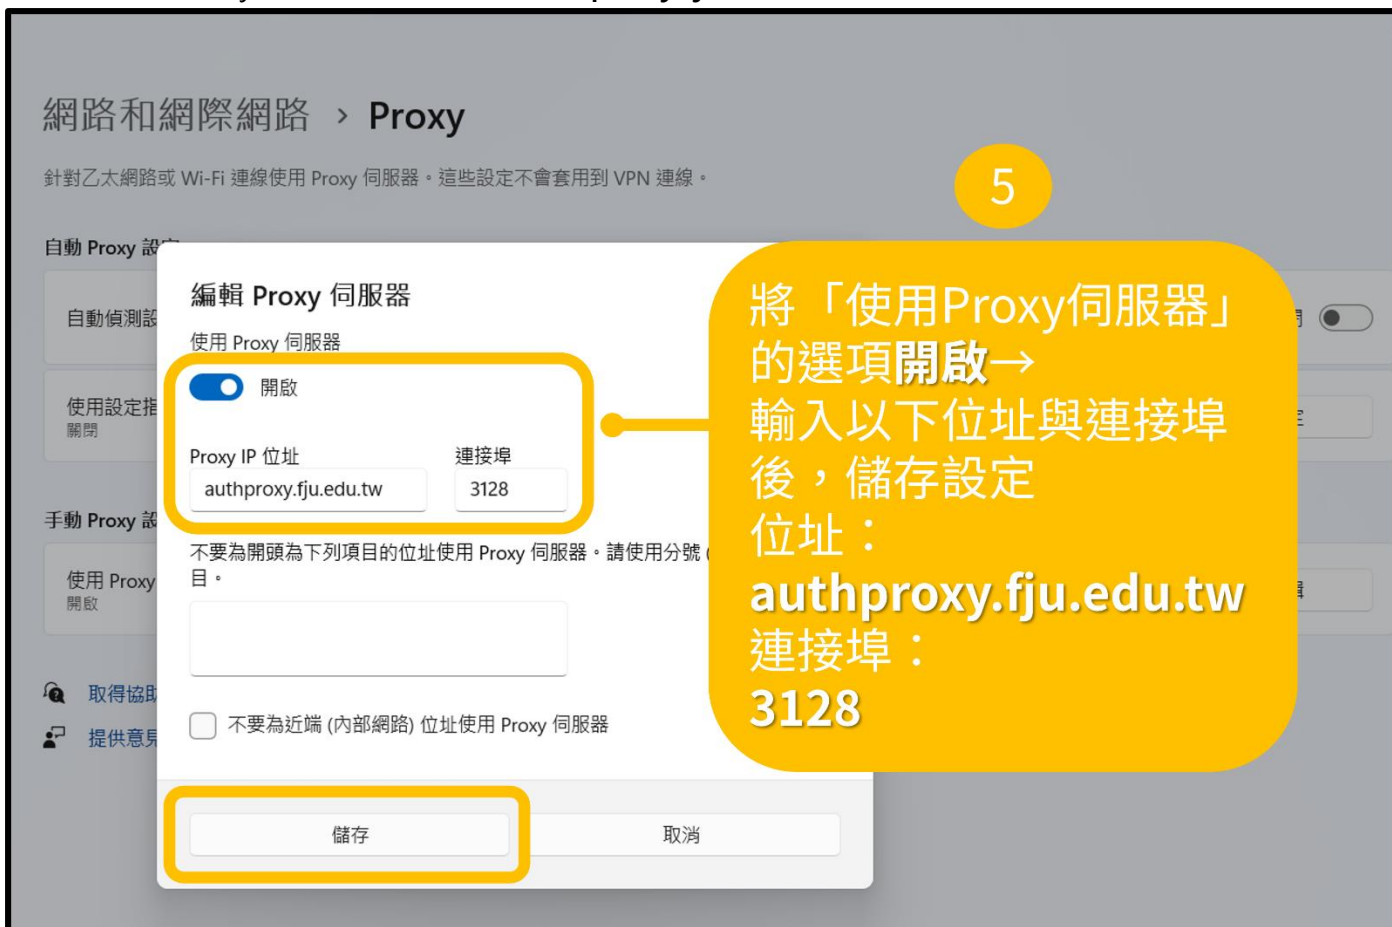 網路和網際網路 › Proxy
針對乙太網路或 Wi-Fi 連線使用 Proxy 伺服器。這些設定不會套用到 VPN 連線。
5
自動 Proxy 設定
自動偵測設
使用設定指
關閉
手動 Proxy 設
使用 Proxy
開啟
取得協助
提供意見
編輯 Proxy 伺服器
使用 Proxy 伺服器
開啟
Proxy IP 位址 連接埠
authproxy.fju.edu.tw 3128
不要為開頭為下列項目的位址使用 Proxy 伺服器。請使用分號 (
目。
不要為近端 (內部網路) 位址使用 Proxy 伺服器
儲存 取消
將「使用Proxy伺服器」
的選項開啟→
輸入以下位址與連接埠
後，儲存設定
位址：
authproxy.fju.edu.tw
連接埠：
3128